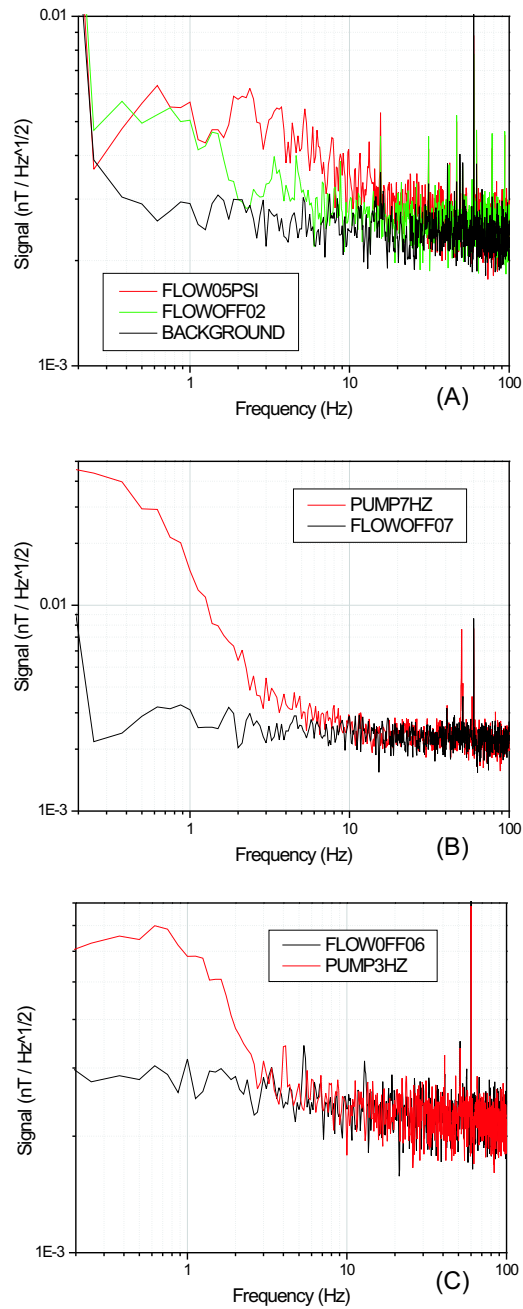 0.01
Signal (nT / Hz^1/2)
FLOW05PSI
FLOWOFF02
BACKGROUND
1E-3
1
10
100
Frequency (Hz)
(A)
PUMP7HZ
FLOWOFF07
0.01
Signal (nT / Hz^1/2)
1E-3
1
10
100
Frequency (Hz)
(B)
FLOW0FF06
PUMP3HZ
Signal (nT / Hz^1/2)
1E-3
1
10
100
Frequency (Hz)
(C)